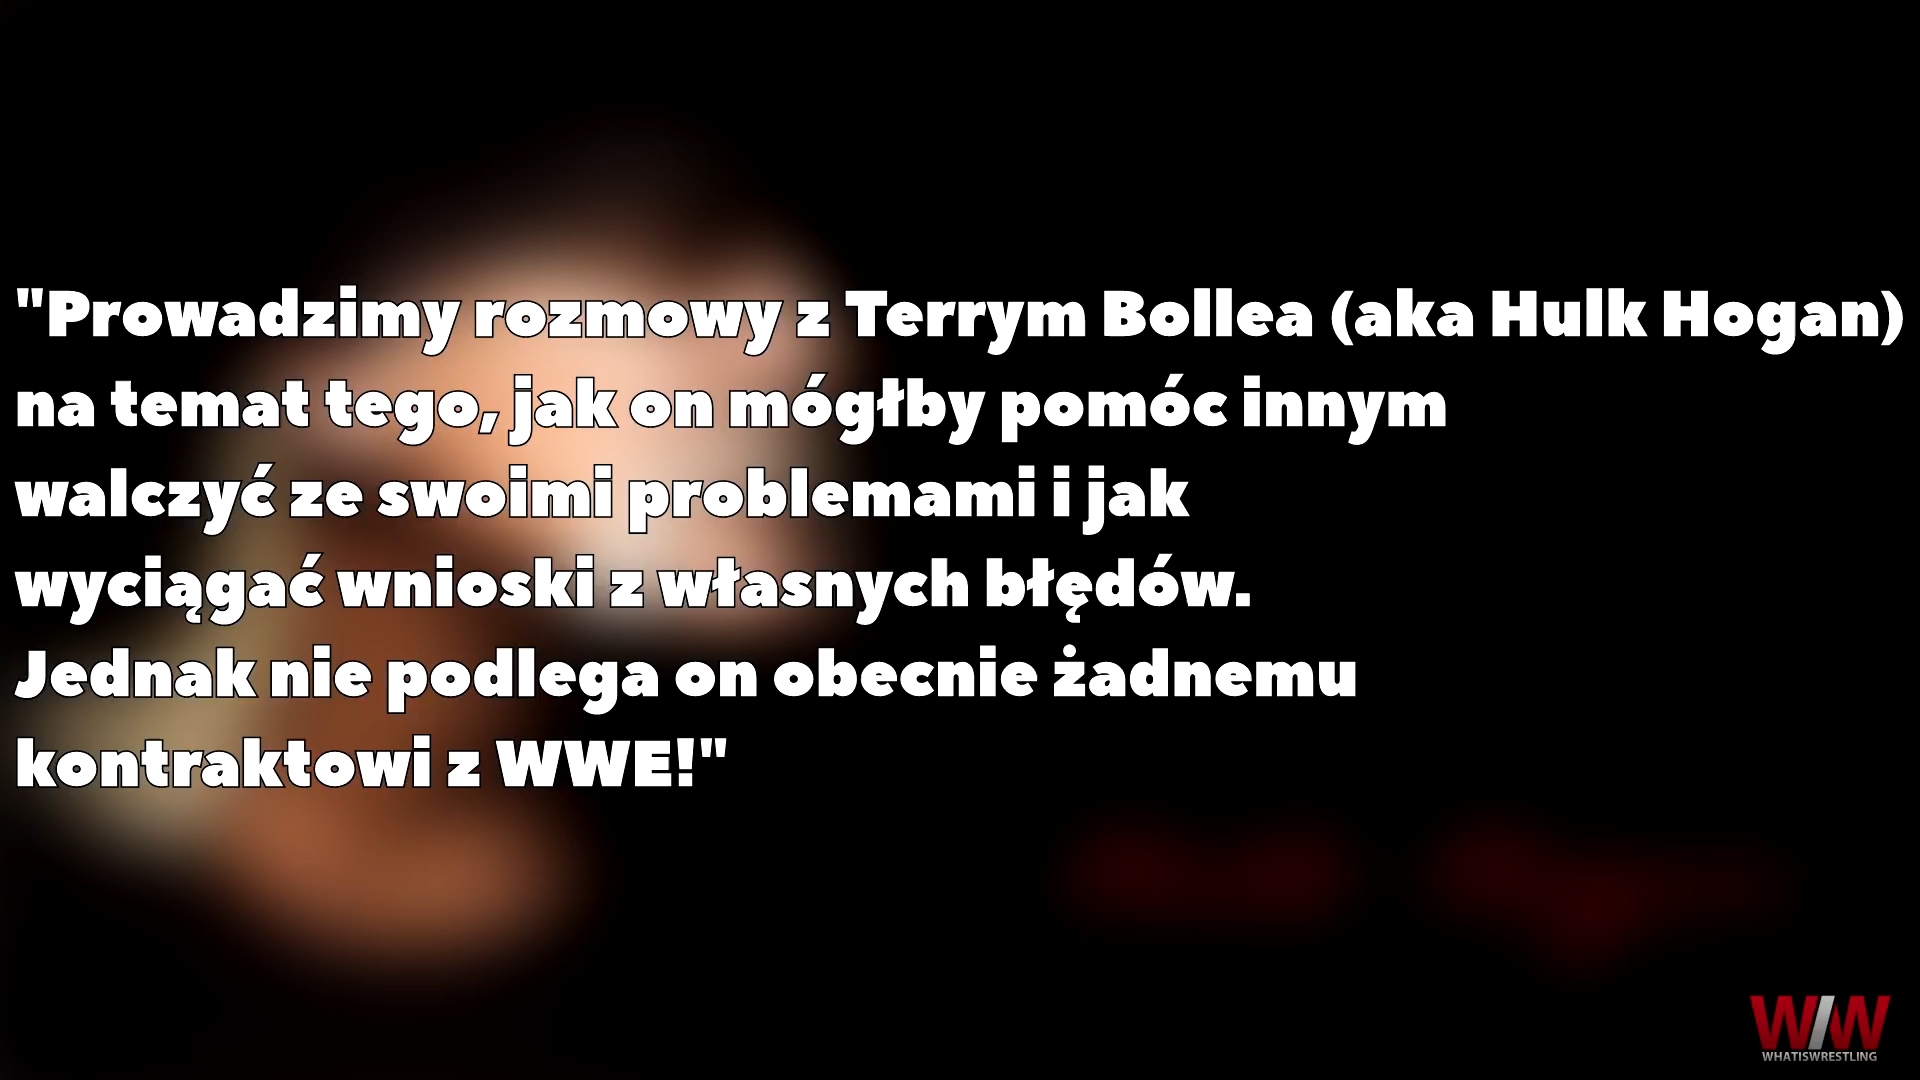 "Prowadzimy rozmowy z Terrym Bollea (aka Hulk Hogan)
na temat tego, jak on mógłby pomóc innym
walczyć ze swoimi problemami i jak
wyciągać wnioski z własnych błędów.
Jednak nie podlega on obecnie żadnemu
kontraktowi z WWE!"
WIW
WHATISWRESTLING